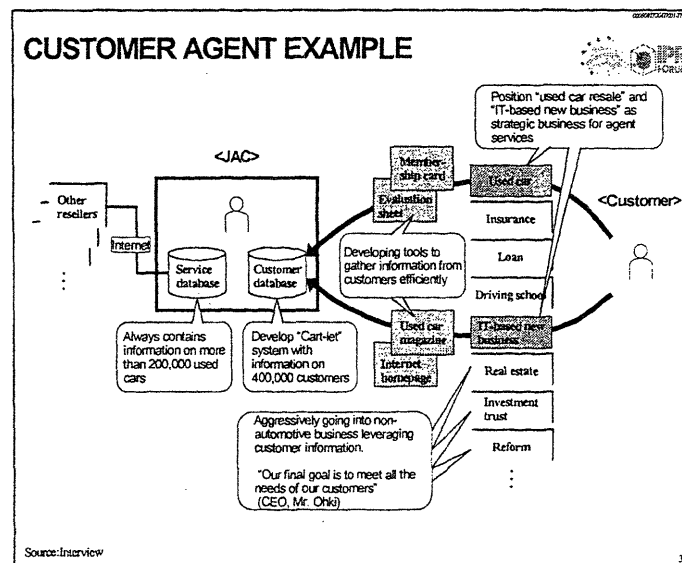 CUSTOMER AGENT EXAMPLE
FORUM
Position "used car resale" and
"IT-based new business" as
strategic business for agent
services
<JAC>
<Customer>
Other
resellers
Internet
Service
database
Customer
database
Member-
ship card
Evaluation
sheet
Developing tools to
gather information from
customers efficiently
Used car
magazine
Internet
homepage
Used car
Insurance
Loan
Driving school
IT-based new
business
Real estate
Investment
trust
Reform
Always contains
information on more
than 200,000 used
cars
Develop "Cart-let"
system with
information on
400,000 customers
Aggressively going into non-
automotive business leveraging
customer information.
"Our final goal is to meet all the
needs of our customers"
(CEO, Mr. Ohki)
Source:Interview